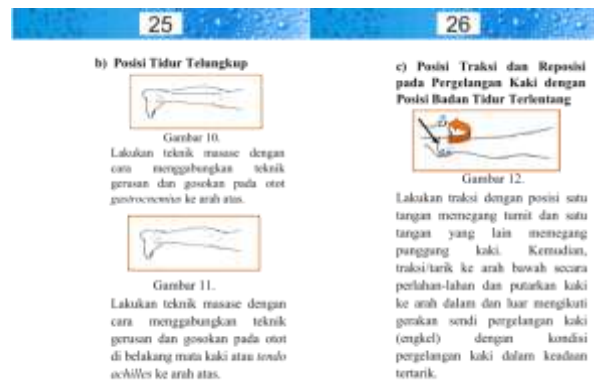 25
b) Posisi Tidur Telungkup
Gambar 10.
Lakukan teknik masase dengan
cara menggabungkan teknik
gerusan dan gosokan pada otot
gastrocnemius ke arah atas.
Gambar 11.
Lakukan teknik masase dengan
cara menggabungkan teknik
gerusan dan gosokan pada otot
di belakang mata kaki atau tendo
achilles ke arah atas.
26
c) Posisi Traksi dan Reposisi
pada Pergelangan Kaki dengan
Posisi Badan Tidur Terlentang
Gambar 12.
Lakukan traksi dengan posisi satu
tangan memegang tumit dan satu
tangan yang lain memegang
punggung kaki. Kemudian,
traksi/tarik ke arah bawah secara
perlahan-lahan dan putarkan kaki
ke arah dalam dan luar mengikuti
gerakan sendi pergelangan kaki
(engkel) dengan kondisi
pergelangan kaki dalam keadaan
tertarik.